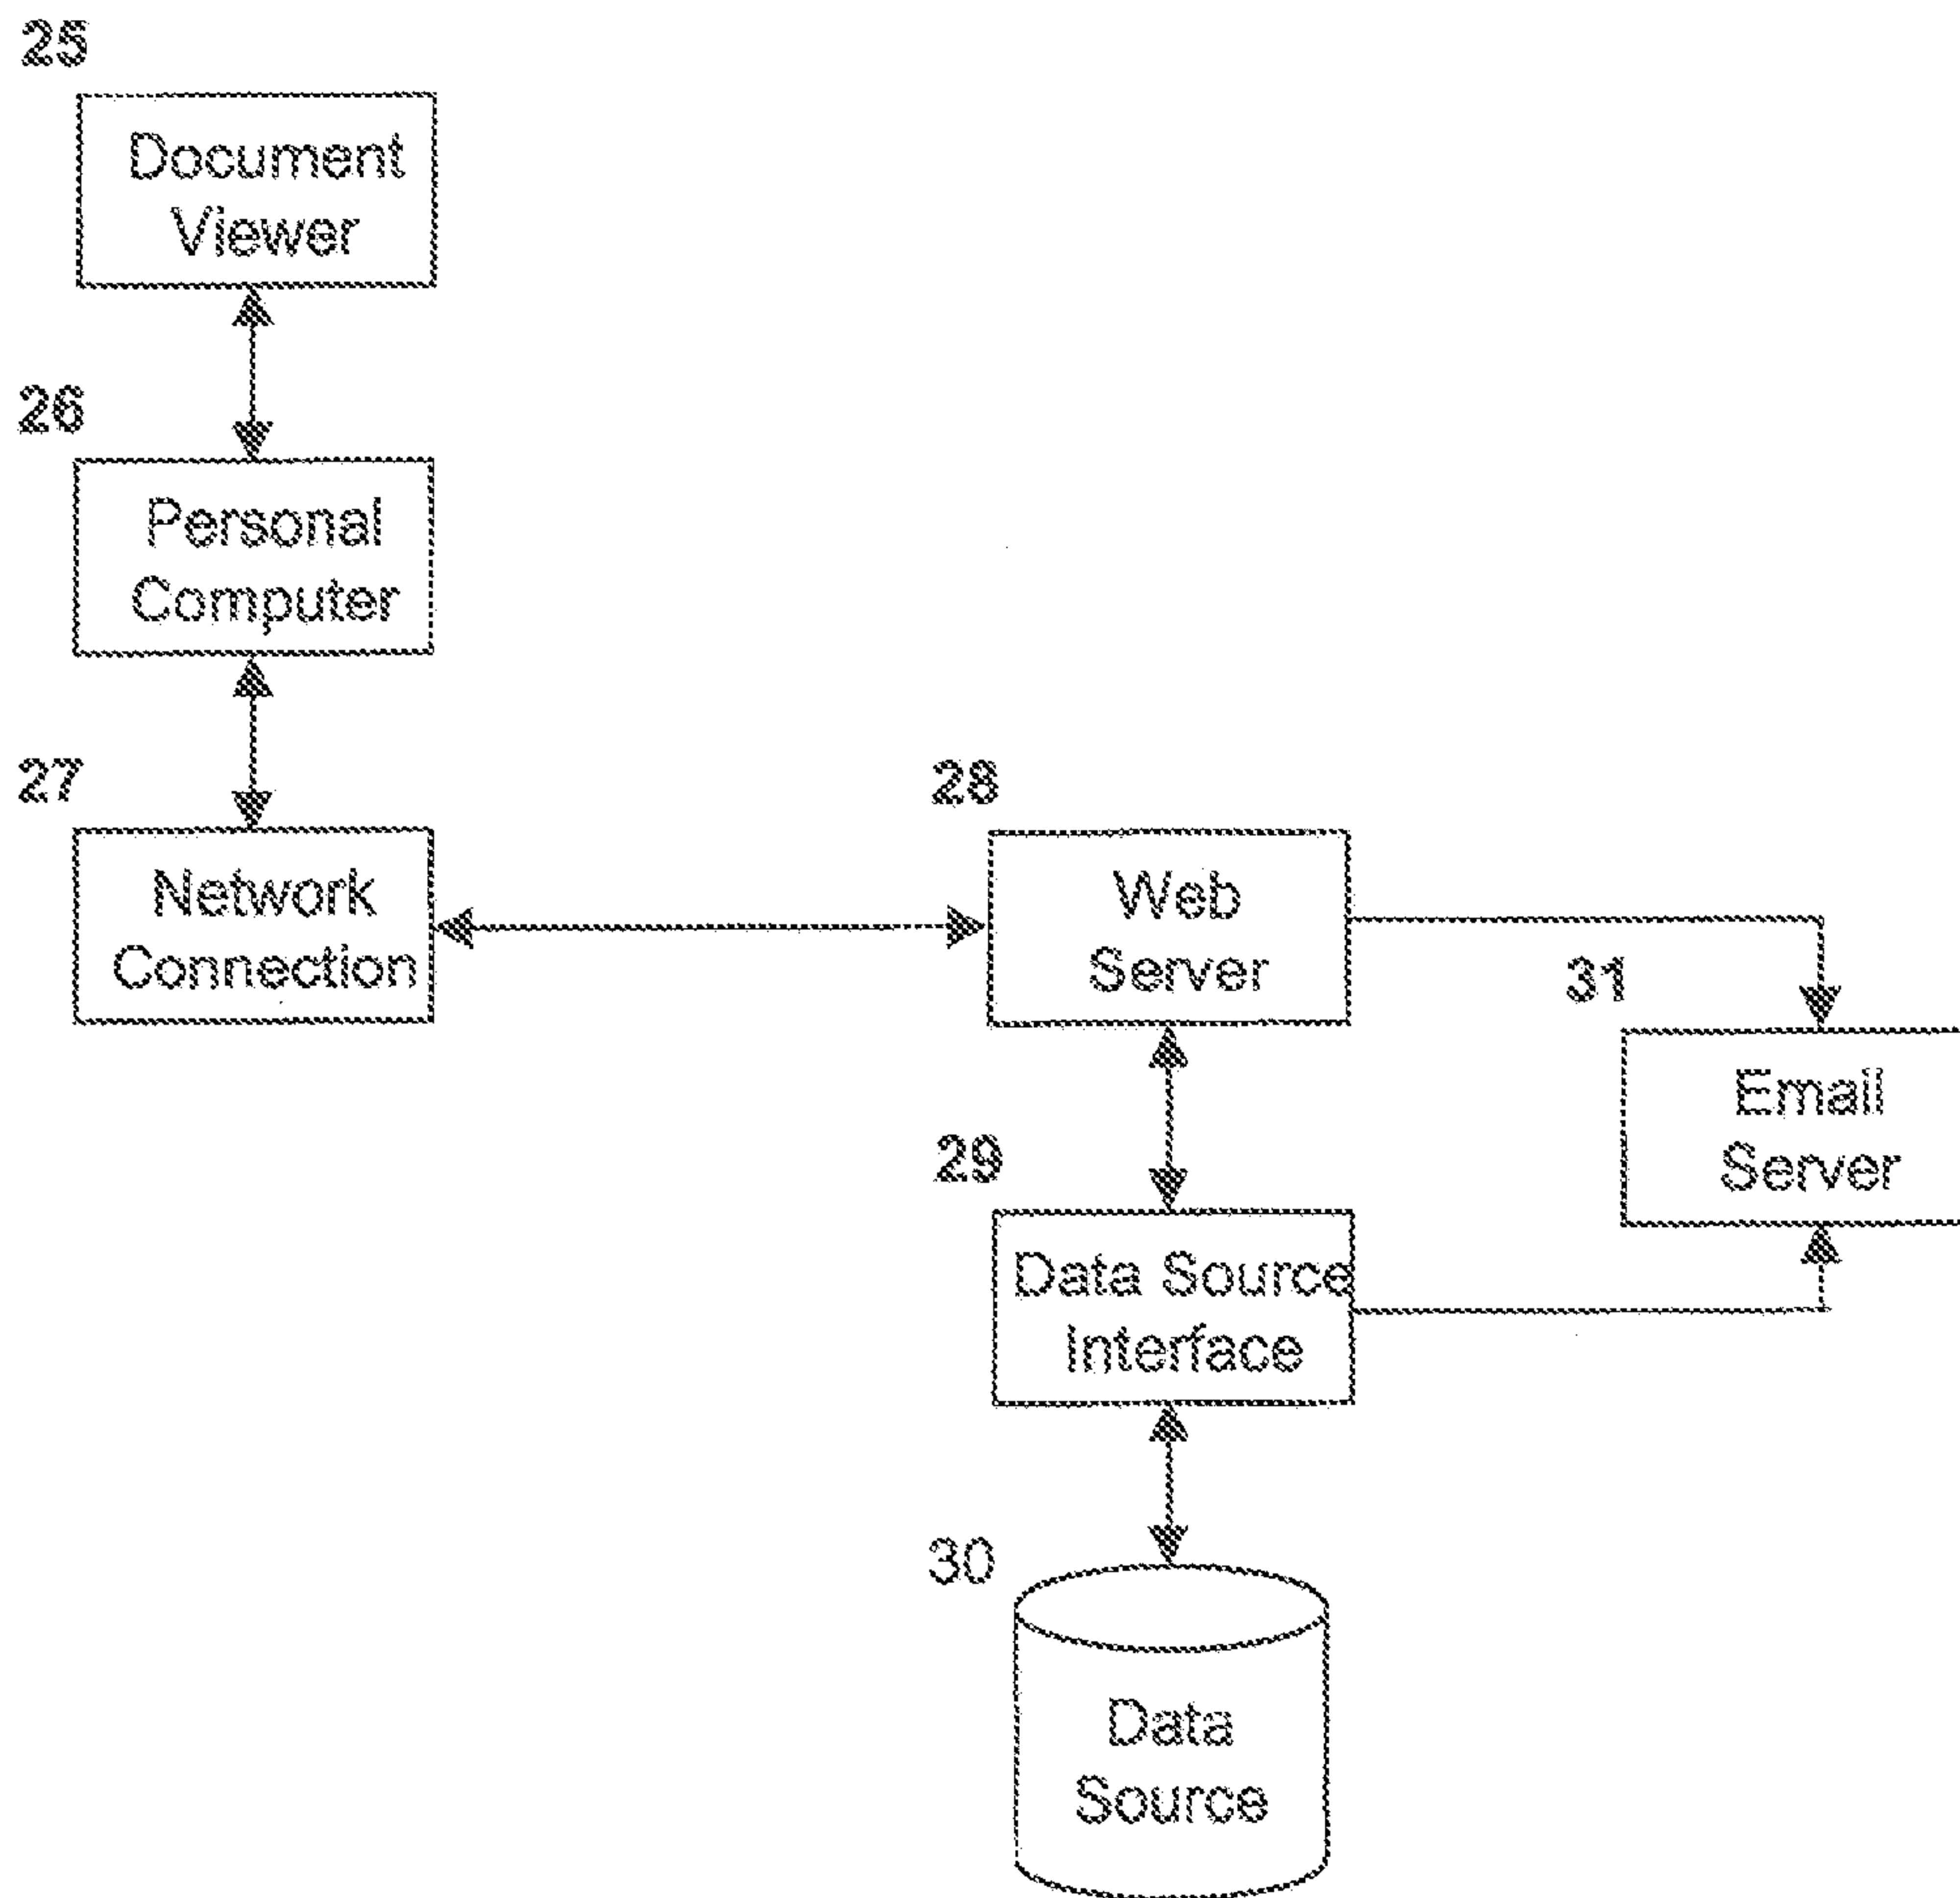 25
Document
Viewer
26
Personal
Computer
27
Network
Connection
28
Web
Server
31
Email
Server
29
Data Source
Interface
30
Data
Source